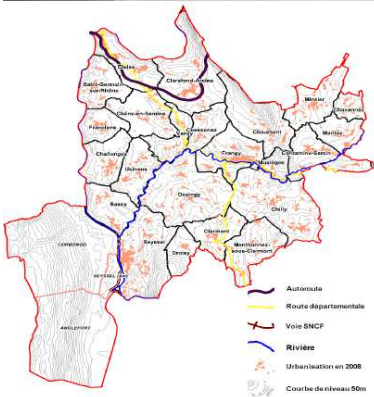 Eloise
Clarafond-Arcine
Saint-Germain-
sur-Rhône
Minzier
Chavannaz
Chêne-en-Semine
Franclens
Chessenaz
Marlioz
Vanzy
Chaumont
Contamine-Sarzin
Challonges
Frangy
Musièges
Usinens
Bassy
Desingy
Chilly
Clermont
CORBONOD
Seyssel
Menthonnex-
sous-Clermont
Droisy
SEYSSEL (Ain)
ANGLEFORT
Autoroute
Route départementale
Voie SNCF
Rivière
Urbanisation en 2008
Courbe de niveau 50m